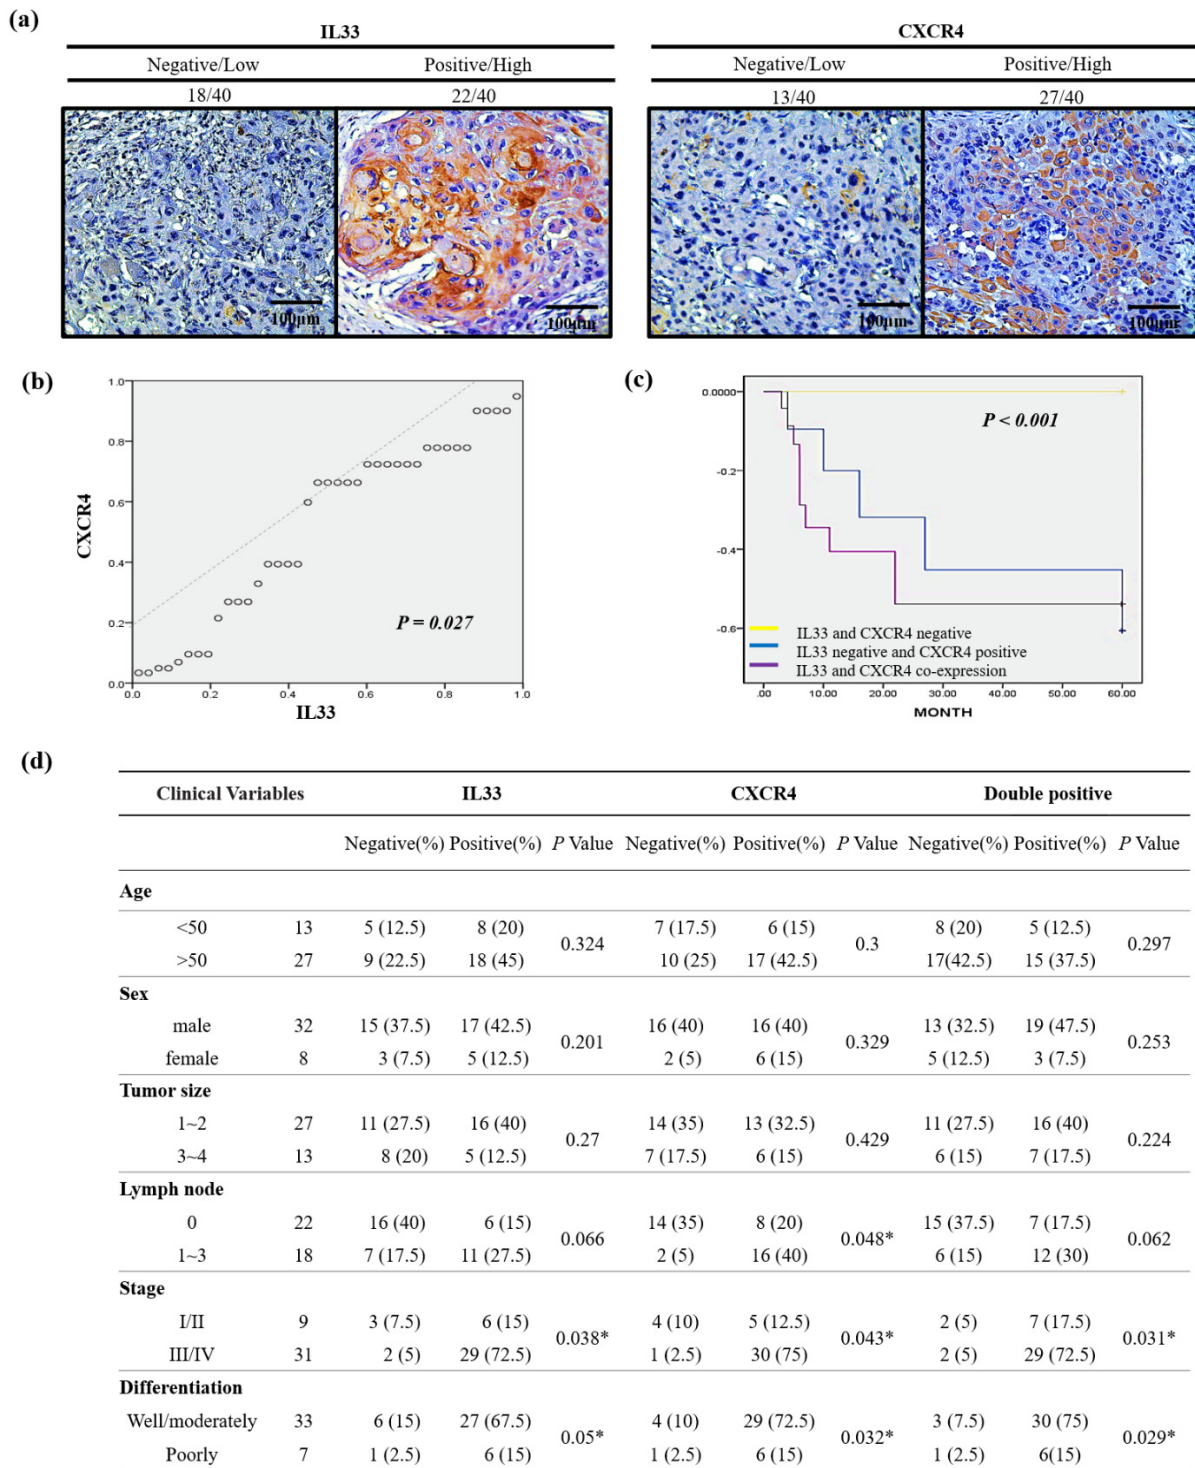 (a)
IL33
CXCR4
Negative/Low Positive/High
Negative/Low Positive/High
18/40 22/40
13/40 27/40
100μm 100μm 100μm 100μm
(b)
1.0
0.8
0.6
0.4
0.2
0.0
CXCR4
P = 0.027
0.0 0.2 0.4 0.6 0.8 1.0
IL33
(c)
0.0000
-0.2
-0.4
-0.6
P < 0.001
IL33 and CXCR4 negative
IL33 negative and CXCR4 positive
IL33 and CXCR4 co-expression
.00 10.00 20.00 30.00 40.00 50.00 60.00
MONTH
(d)
Clinical Variables IL33 CXCR4 Double positive
Negative(%) Positive(%) P Value Negative(%) Positive(%) P Value Negative(%) Positive(%) P Value
Age
<50 13 5 (12.5) 8 (20) 0.324 7 (17.5) 6 (15) 0.3 8 (20) 5 (12.5) 0.297
>50 27 9 (22.5) 18 (45) 10 (25) 17 (42.5) 17(42.5) 15 (37.5)
Sex
male 32 15 (37.5) 17 (42.5) 0.201 16 (40) 16 (40) 0.329 13 (32.5) 19 (47.5) 0.253
female 8 3 (7.5) 5 (12.5) 2 (5) 6 (15) 5 (12.5) 3 (7.5)
Tumor size
1~2 27 11 (27.5) 16 (40) 0.27 14 (35) 13 (32.5) 0.429 11 (27.5) 16 (40) 0.224
3~4 13 8 (20) 5 (12.5) 7 (17.5) 6 (15) 6 (15) 7 (17.5)
Lymph node
0 22 16 (40) 6 (15) 0.066 14 (35) 8 (20) 0.048* 15 (37.5) 7 (17.5) 0.062
1~3 18 7 (17.5) 11 (27.5) 2 (5) 16 (40) 6 (15) 12 (30)
Stage
I/II 9 3 (7.5) 6 (15) 0.038* 4 (10) 5 (12.5) 0.043* 2 (5) 7 (17.5) 0.031*
III/IV 31 2 (5) 29 (72.5) 1 (2.5) 30 (75) 2 (5) 29 (72.5)
Differentiation
Well/moderately 33 6 (15) 27 (67.5) 0.05* 4 (10) 29 (72.5) 0.032* 3 (7.5) 30 (75) 0.029*
Poorly 7 1 (2.5) 6 (15) 1 (2.5) 6 (15) 1 (2.5) 6(15)